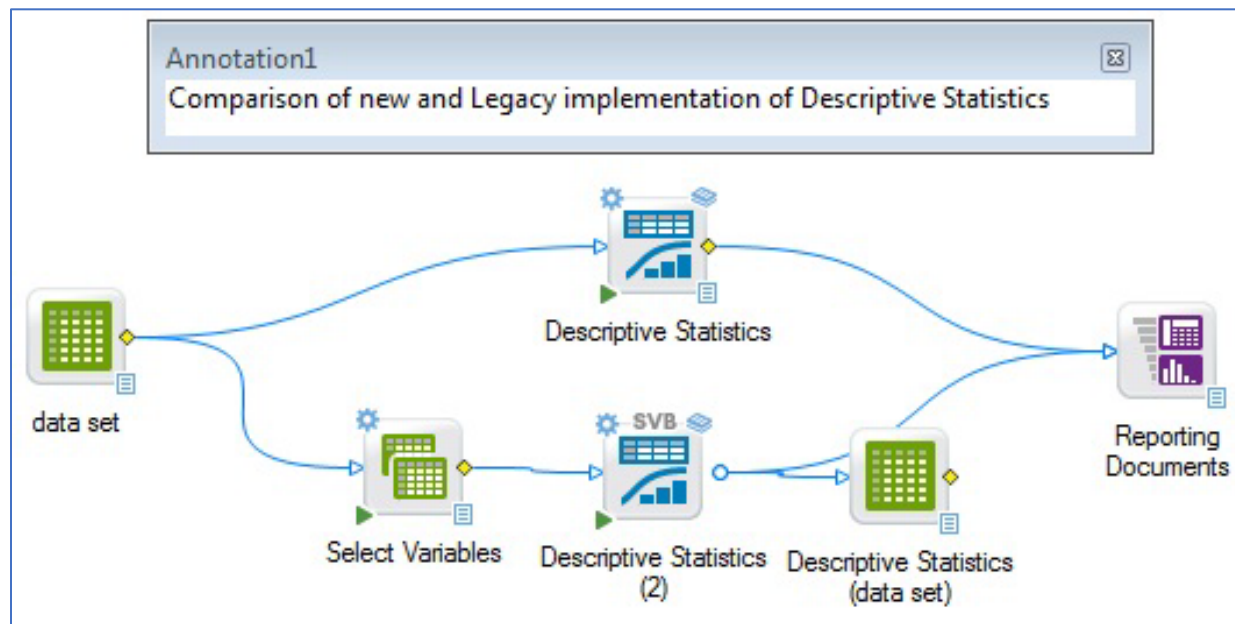 Annotation1
Comparison of new and Legacy implementation of Descriptive Statistics
Descriptive Statistics
data set
Reporting
Documents
SVB
Select Variables
Descriptive Statistics
(2)
Descriptive Statistics
(data set)